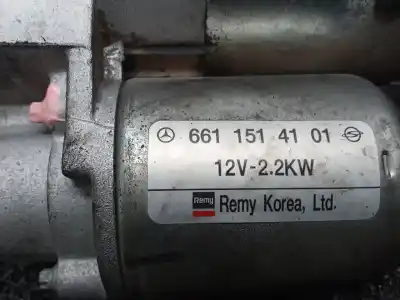 661 151 41 01
12V-2.2KW
Remy Remy Korea, Ltd.